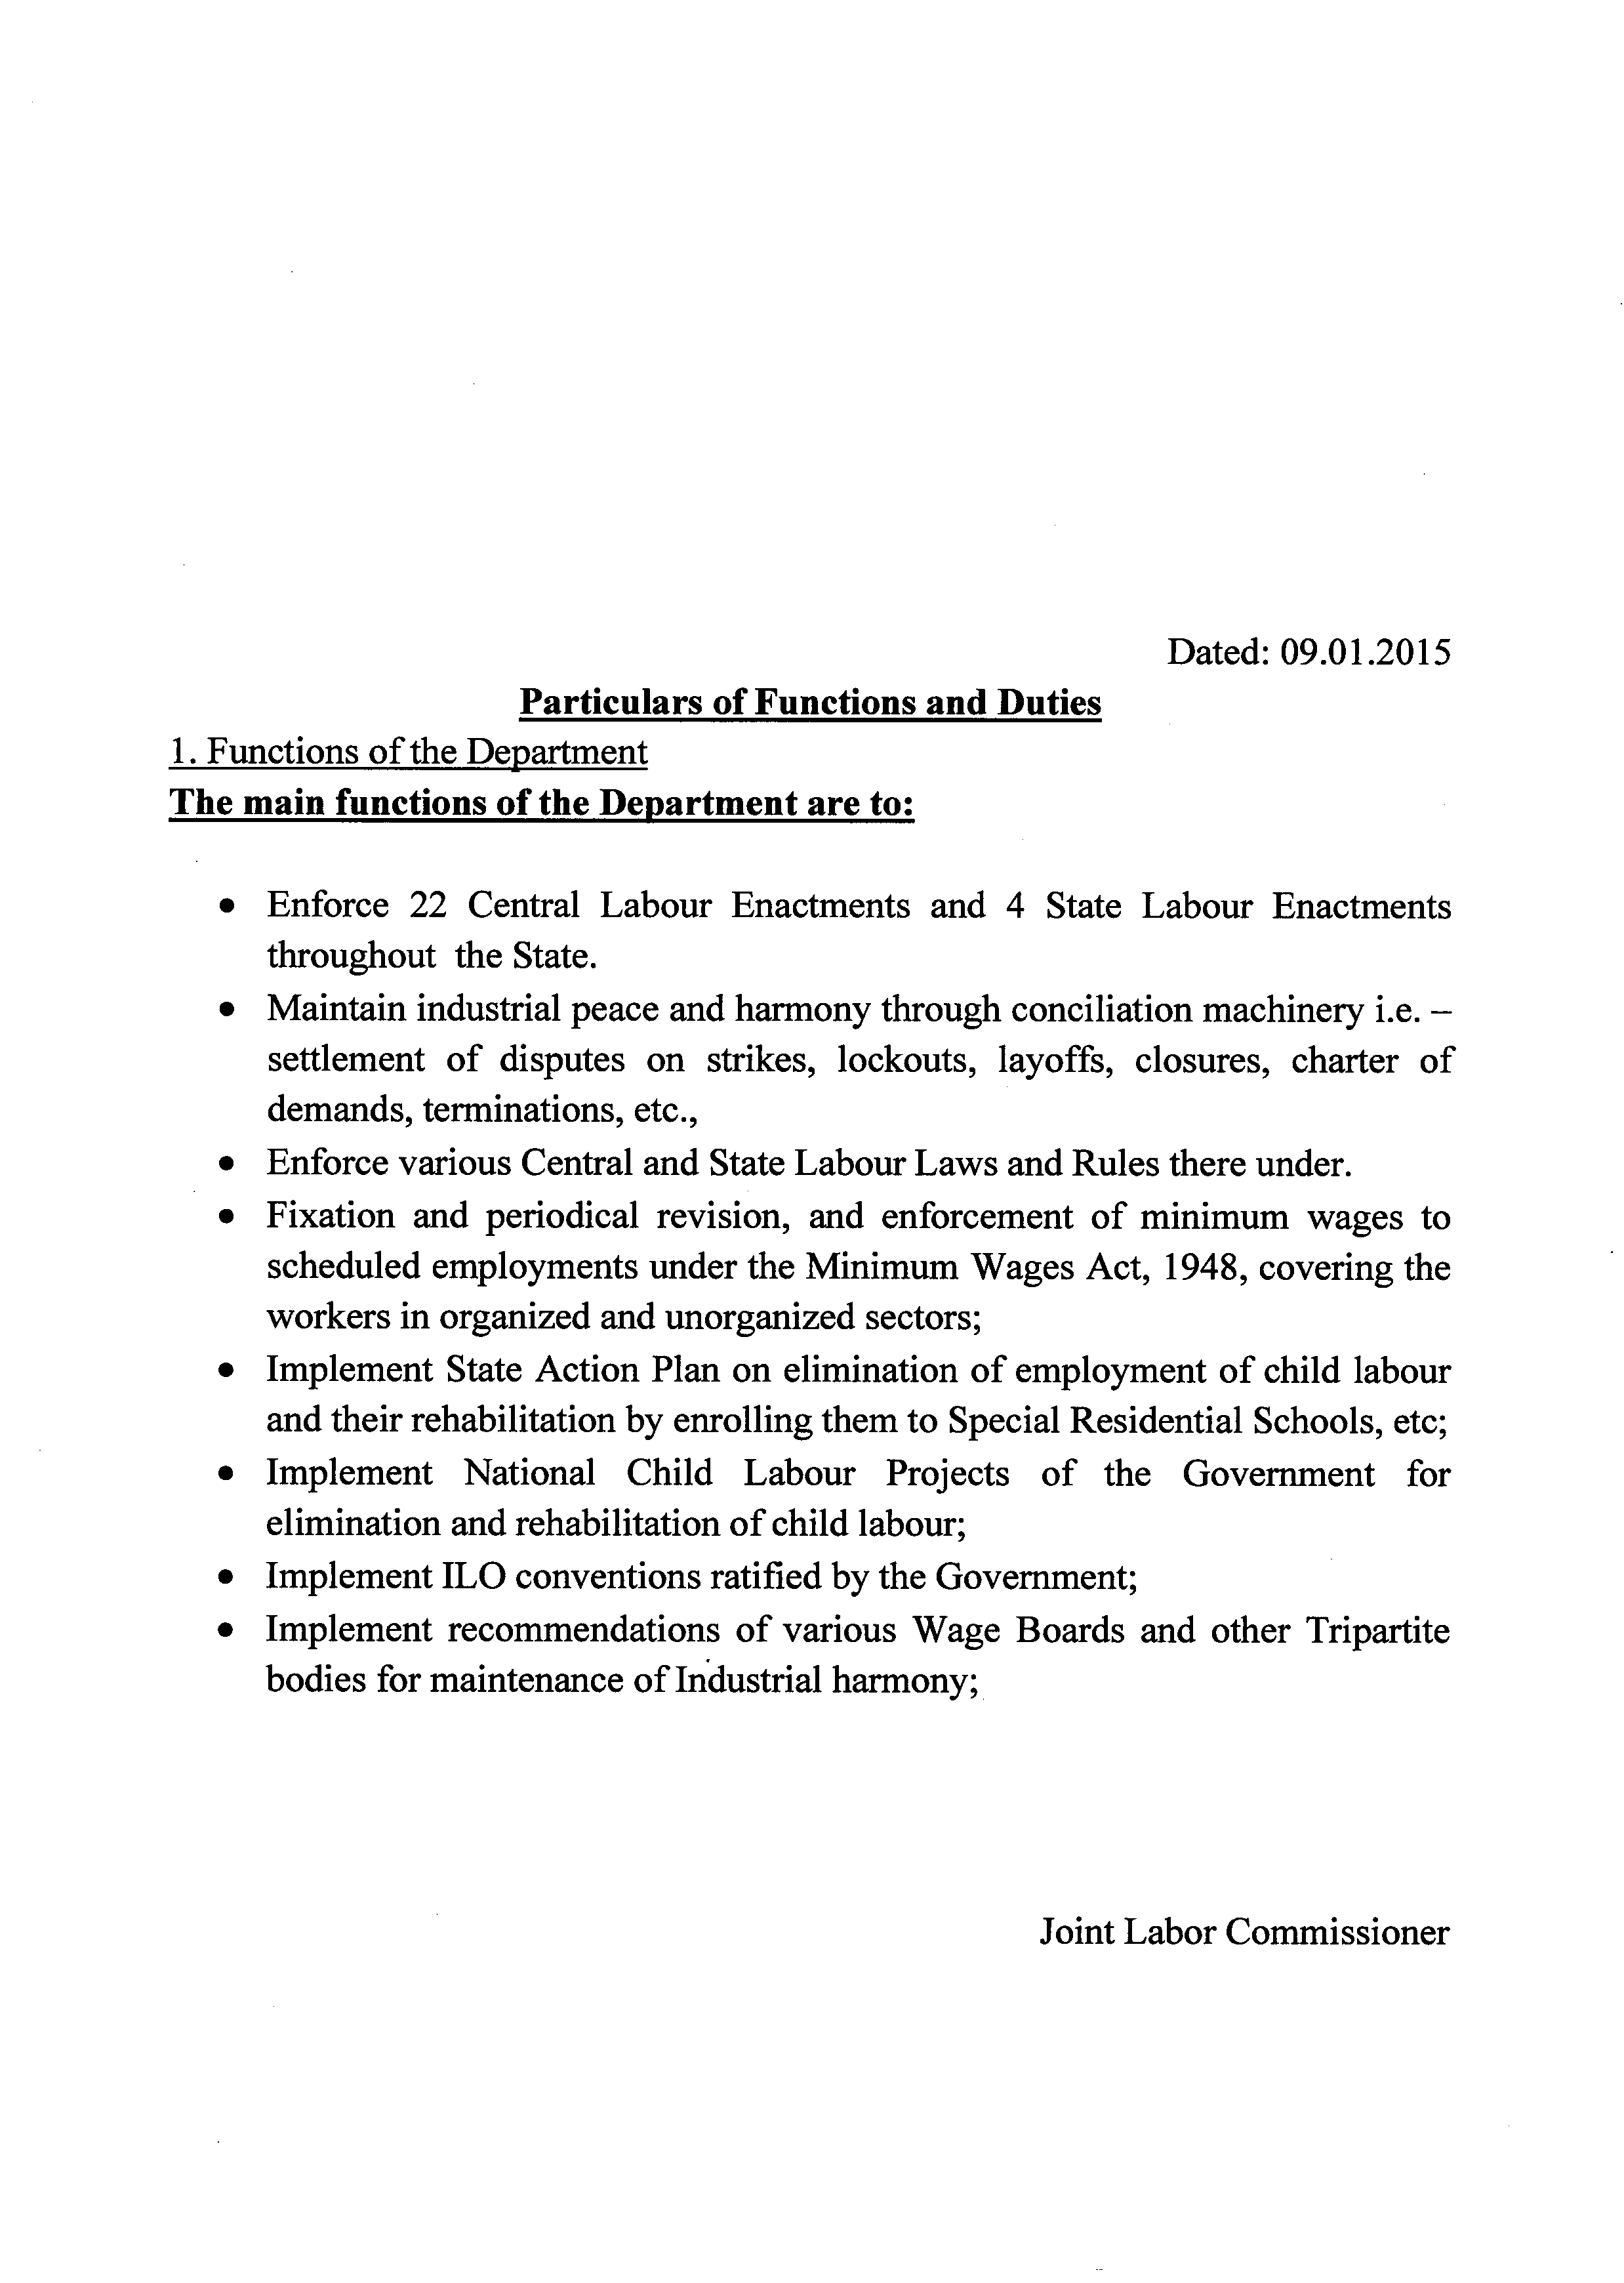 Dated: 09.01.2015
Particulars of Functions and Duties
1. Functions of the Department
The main functions of the Department are to:
• Enforce 22 Central Labour Enactments and 4 State Labour Enactments
throughout the State.
• Maintain industrial peace and harmony through conciliation machinery i.e. –
settlement of disputes on strikes, lockouts, layoffs, closures, charter of
demands, terminations, etc.,
• Enforce various Central and State Labour Laws and Rules there under.
• Fixation and periodical revision, and enforcement of minimum wages to
scheduled employments under the Minimum Wages Act, 1948, covering the
workers in organized and unorganized sectors;
• Implement State Action Plan on elimination of employment of child labour
and their rehabilitation by enrolling them to Special Residential Schools, etc;
• Implement National Child Labour Projects of the Government for
elimination and rehabilitation of child labour;
• Implement ILO conventions ratified by the Government;
• Implement recommendations of various Wage Boards and other Tripartite
bodies for maintenance of Industrial harmony;
Joint Labor Commissioner